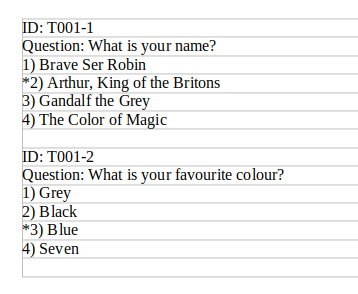 ID: T001-1
Question: What is your name?
1) Brave Ser Robin
*2) Arthur, King of the Britons
3) Gandalf the Grey
4) The Color of Magic
ID: T001-2
Question: What is your favourite colour?
1) Grey
2) Black
*3) Blue
4) Seven